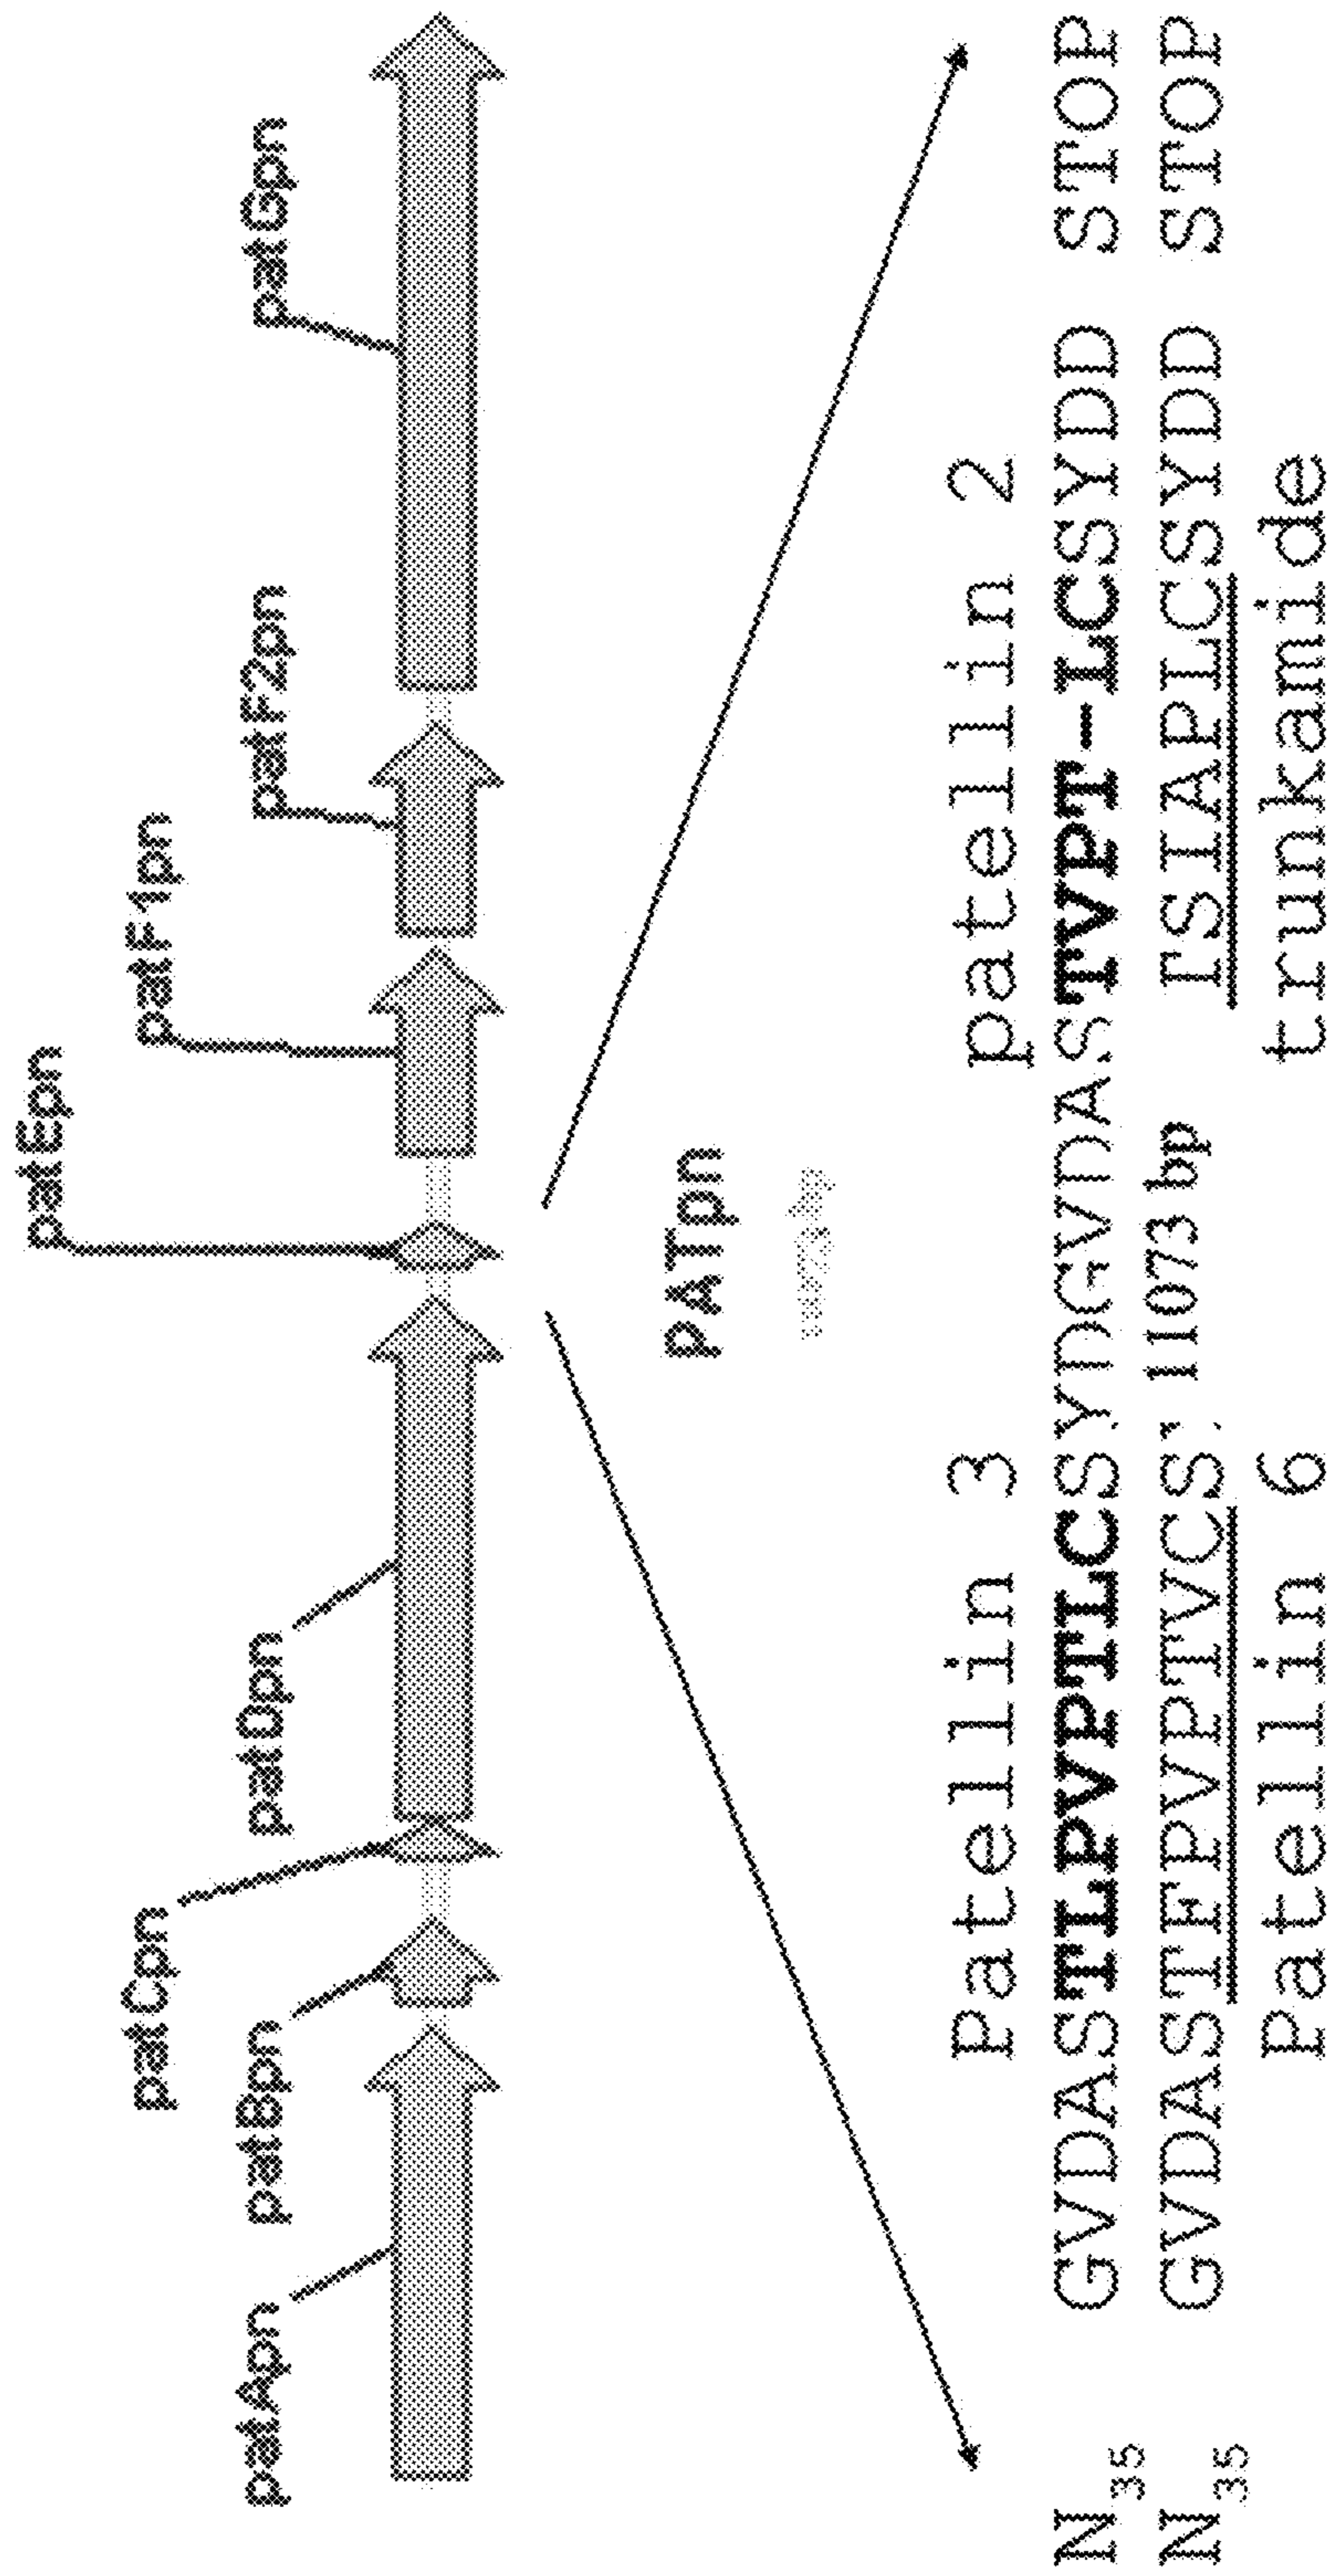 patEpn
patCpn patF1pn
patApn patBpn patDpn patF2pn patGpn
pATpn
Patellin 3 patellin 2
N35 GVDASTLPVPTLCSYDGVDASTVPT-LCSYDD STOP
N35 GVDASTFPVPTVCS 11073 bp TSIAPLCSYDD STOP
Patellin 6 trunkamide